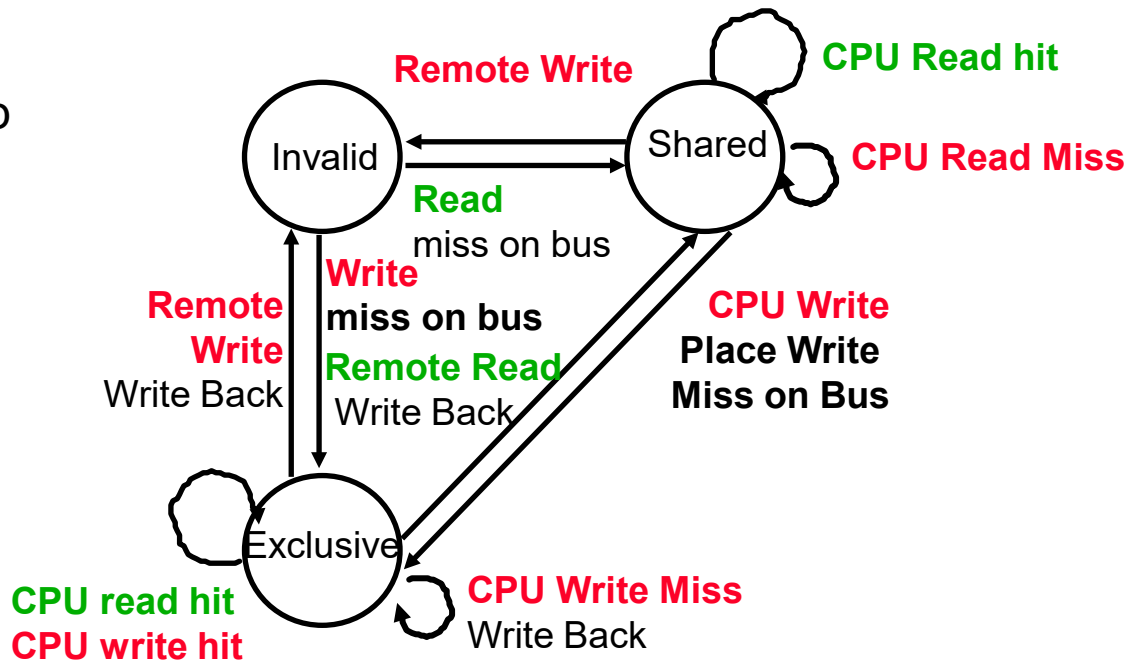 Remote Write
CPU Read hit
Invalid
Shared
CPU Read Miss
Read
miss on bus
Write
miss on bus
Remote
Write
Write Back
Remote Read
Write Back
CPU Write
Place Write
Miss on Bus
Exclusive
CPU read hit
CPU write hit
CPU Write Miss
Write Back